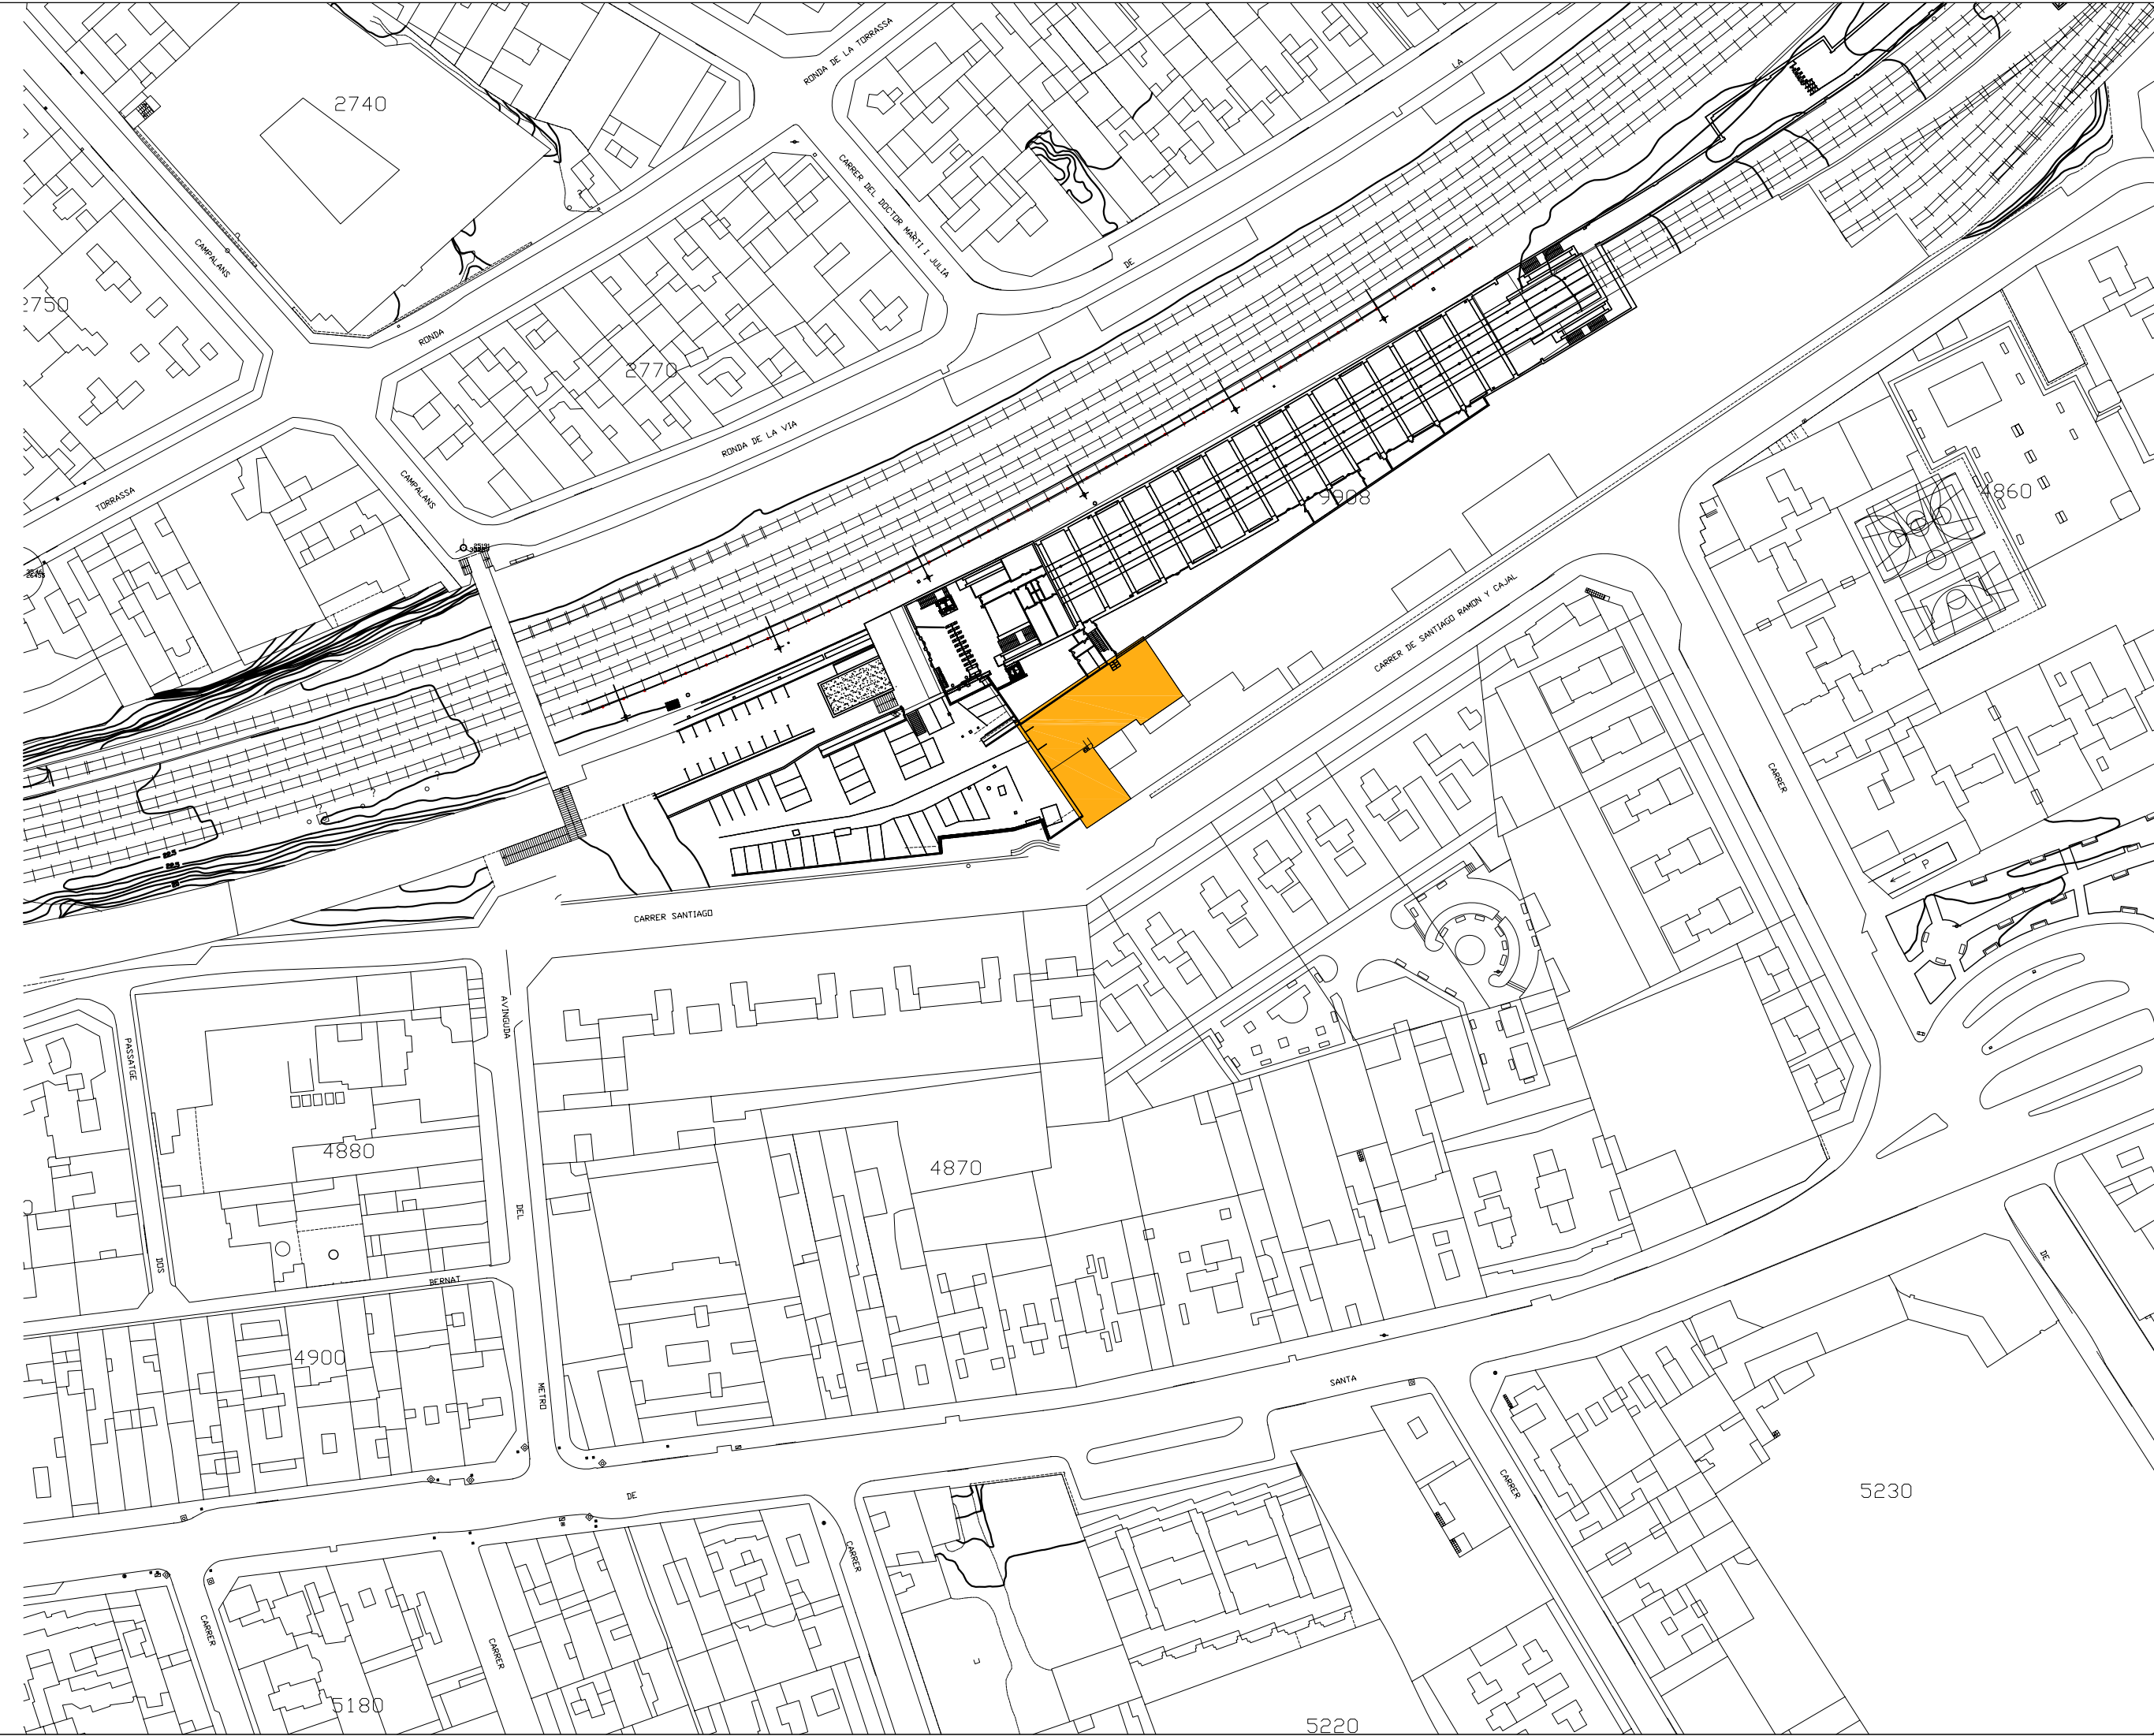 RONDA DE LA TORRASSA
LA
2740
CARRER DEL DOCTOR MARTI I JULIA
CAMPALANS
DE
2750
RONDA
2770
RONDA DE LA VIA
CAMPALANS
TORRASSA
9908
4860
CARRER DE SANTIAGO RAMON Y CAJAL
CARRER
P
CARRER SANTIAGO
AVINGUDA
PASSATGE
4880
4870
DEL
DOS
BERNAT
DE
4900
METRO
SANTA
CARRER
5230
DE
CARRER
CARRER
CARRER
5180
5220